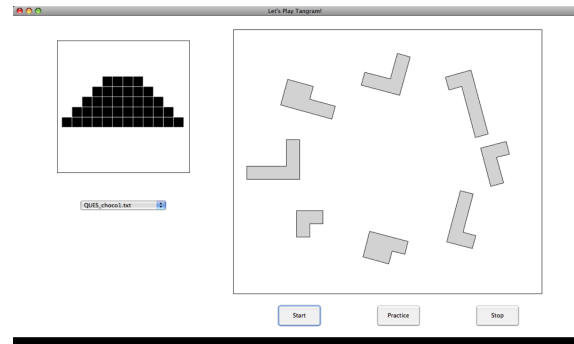 Let's Play Tangram!
QUES_choco1.txt
Start
Practice
Stop